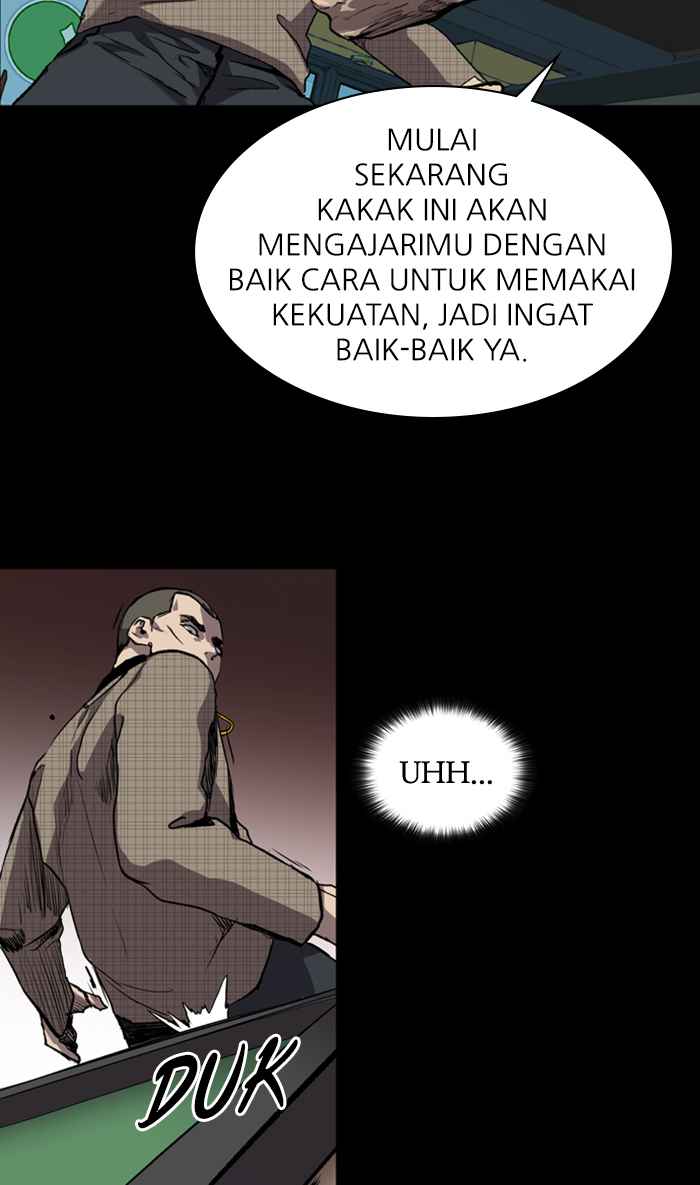 MULAI
SEKARANG
KAKAK INI AKAN
MENGAJARIMU DENGAN
BAIK CARA UNTUK MEMAKAI
KEKUATAN, JADI INGAT
BAIK-BAIK YA.
UHH...
DUK